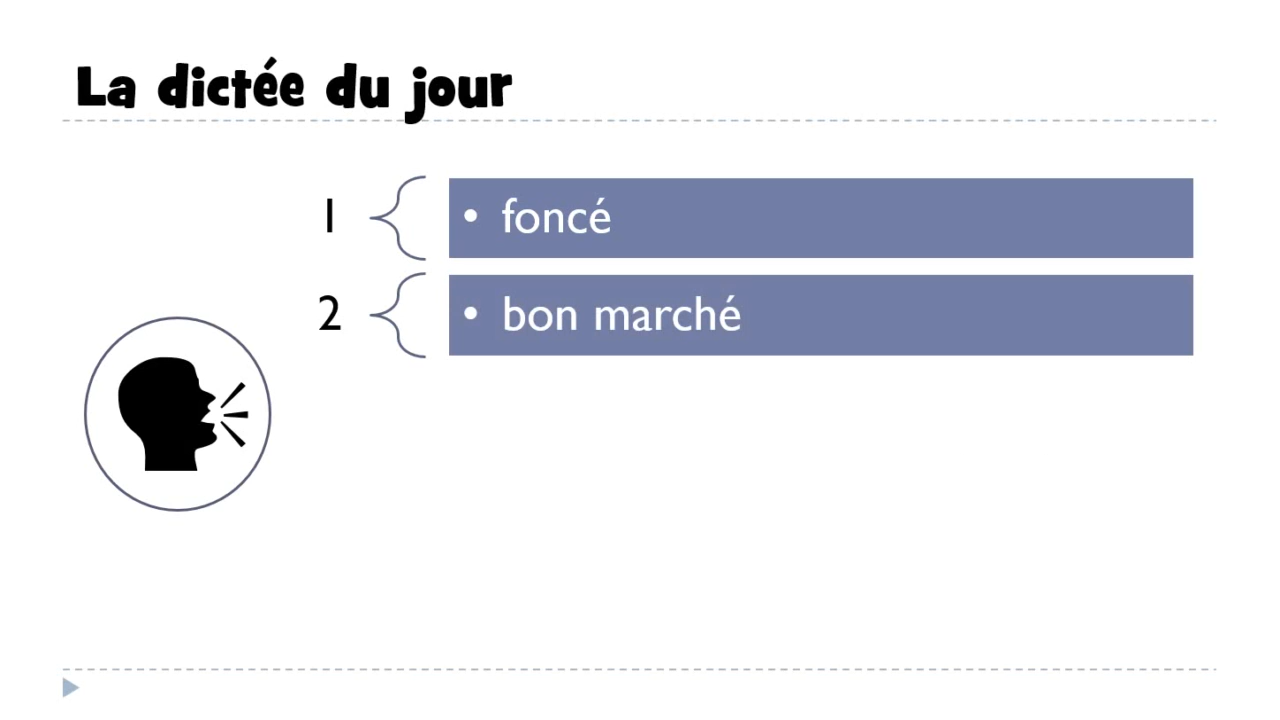 La dictée du jour
1
• foncé
2
• bon marché